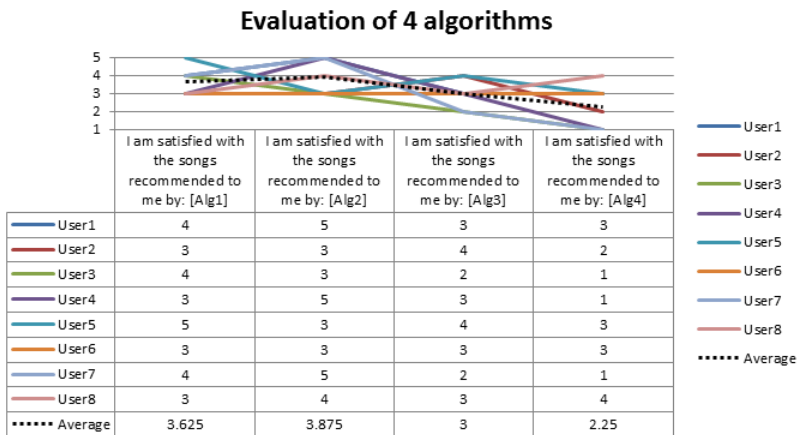 Evaluation of 4 algorithms
5
4
3
2
1
I am satisfied with
the songs
recommended to
me by: [Alg1]
I am satisfied with
the songs
recommended to
me by: [Alg2]
I am satisfied with
the songs
recommended to
me by: [Alg3]
I am satisfied with
the songs
recommended to
me by: [Alg4]
User1 4 5 3 3
User2 3 3 4 2
User3 4 3 2 1
User4 3 5 3 1
User5 5 3 4 3
User6 3 3 3 3
User7 4 5 2 1
User8 3 4 3 4
Average 3.625 3.875 3 2.25
User1
User2
User3
User4
User5
User6
User7
User8
Average